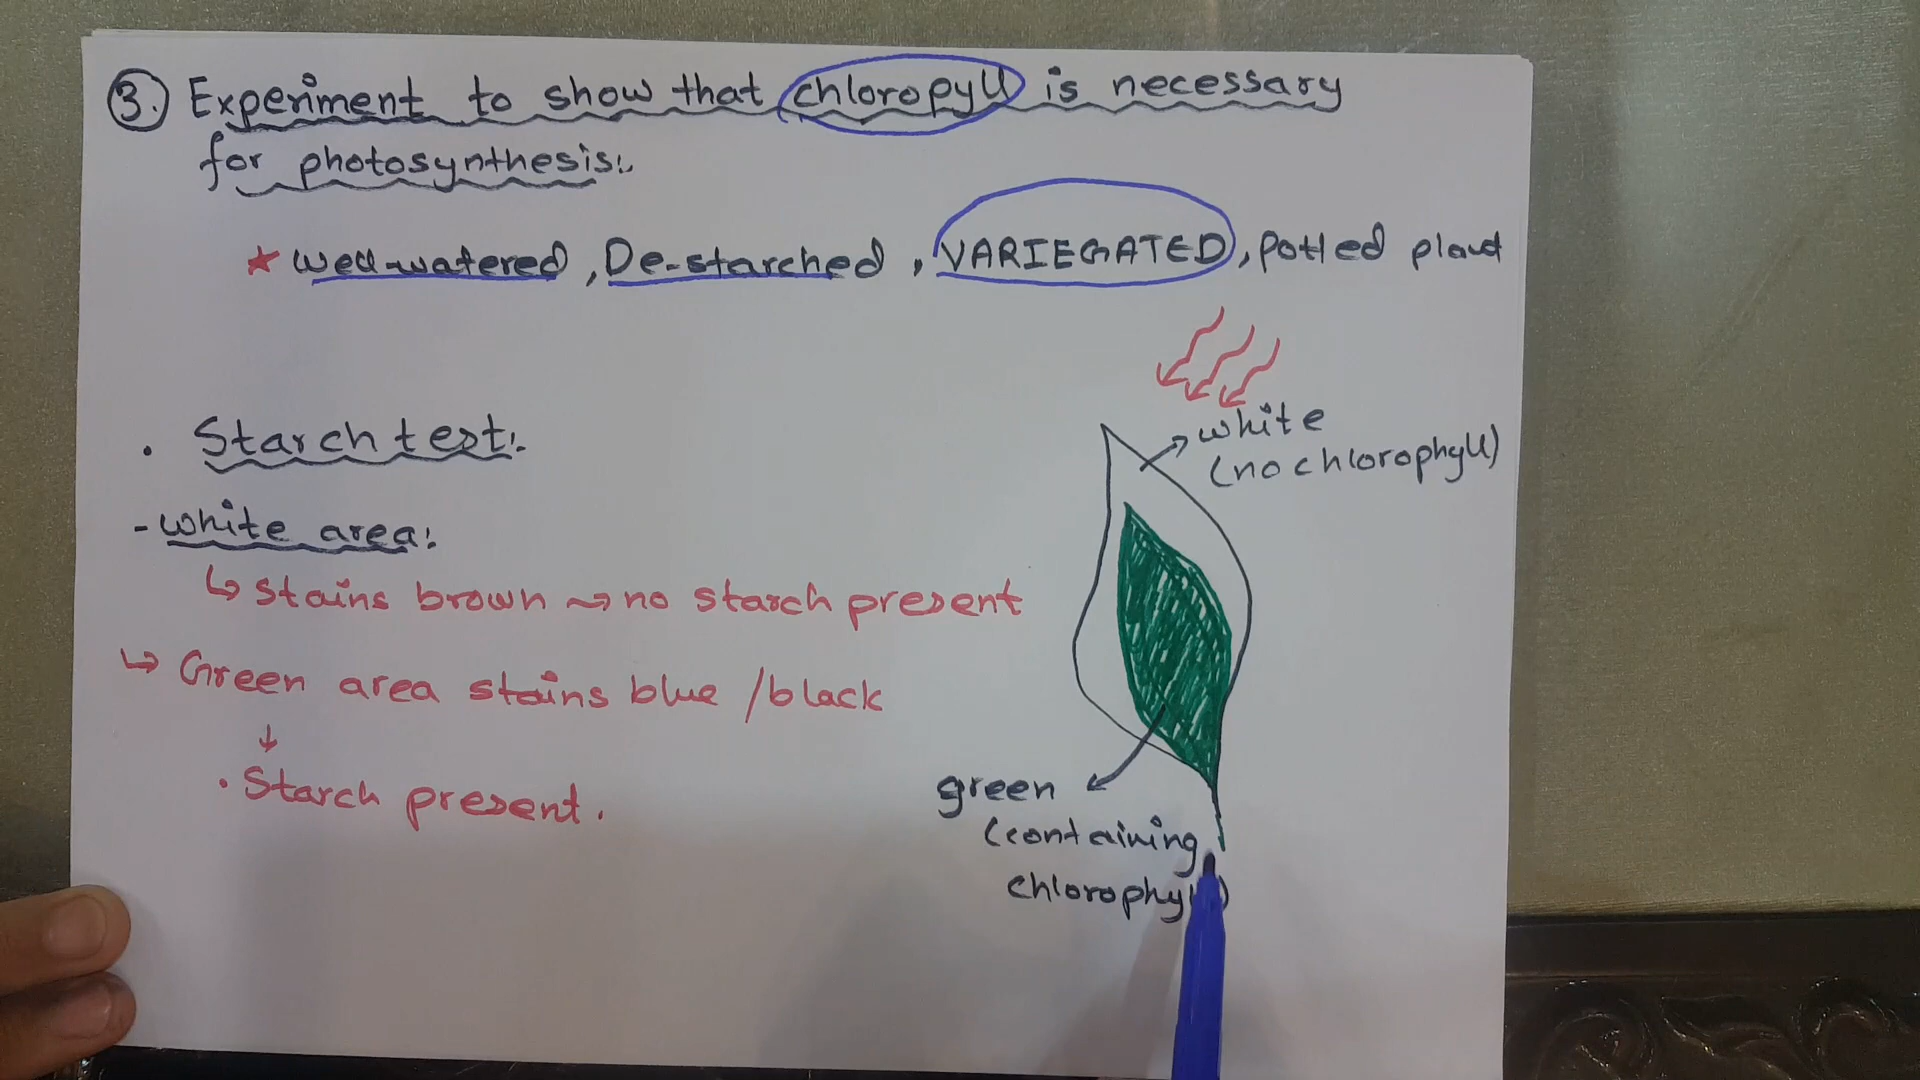 3. Experiment to show that chloropyll is necessary
for photosynthesis:.
* Well-watered, De-starched, VARIEGATED, potted plant
. Starch test:.
- white area:
↳ stains brown → no starch present
↳ Green area stains blue/black
↓
. Starch present.
white
(no chlorophyll)
green
(containing
chlorophyll)